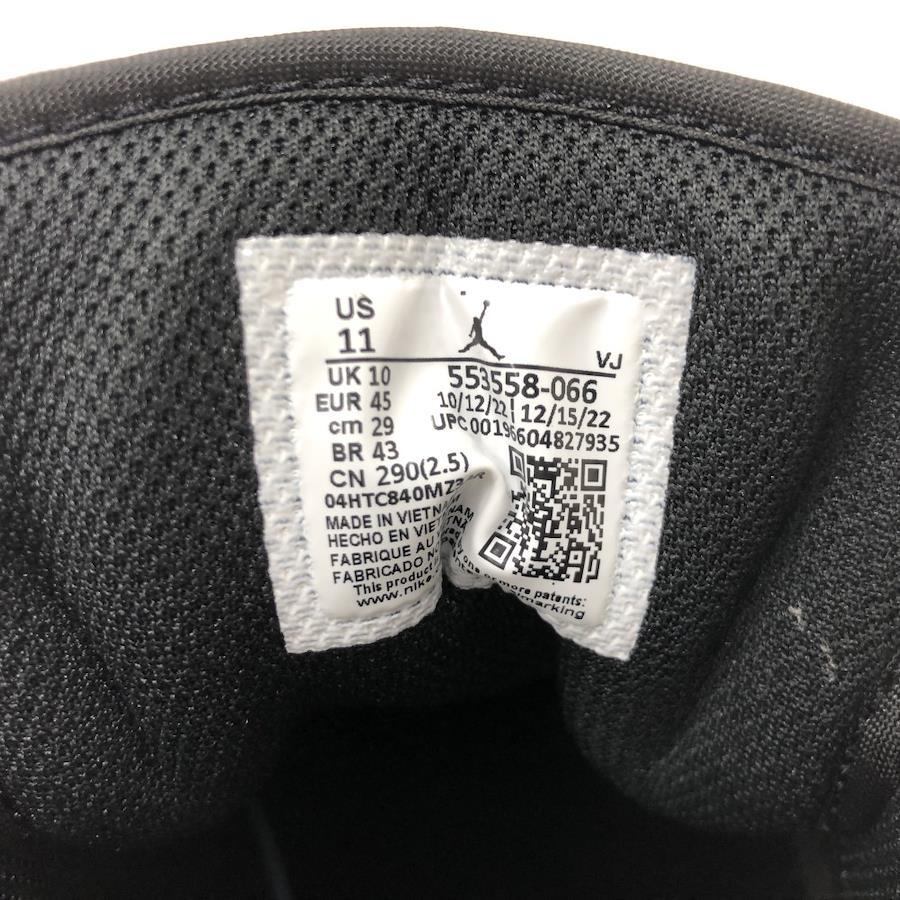 US
11
VJ
UK 10 553558-066
EUR 45 10/12/22 | 12/15/22
cm 29 UPC 00196604827935
BR 43
CN 290(2.5)
MADE IN VIETNAM
HECHO EN VIET
FABRIQUE AU
FABRICADO N
This product one or more patents:
www.nike. marking